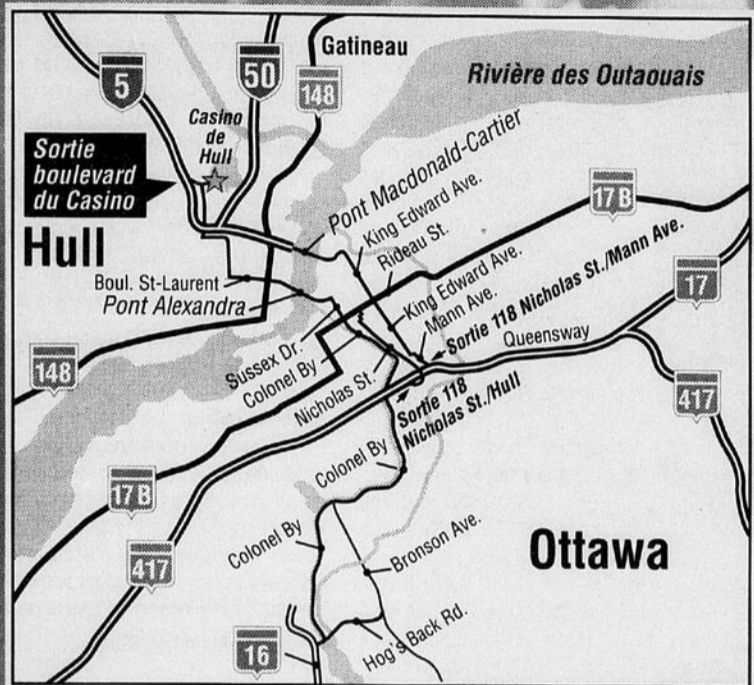 Gatineau
5
50
148
Rivière des Outaouais
Casino
de
Hull
Sortie
boulevard
du Casino
Pont Macdonald-Cartier
17B
King Edward Ave.
Rideau St.
Hull
Boul. St-Laurent
Pont Alexandra
King Edward Ave.
Mann Ave.
Sortie 118 Nicholas St./Mann Ave.
17
Queensway
Sussex Dr.
Colonel By
Nicholas St.
Sortie 118
Nicholas St./Hull
148
417
Colonel By
17B
Colonel By
Bronson Ave.
Ottawa
417
Hog's Back Rd.
16